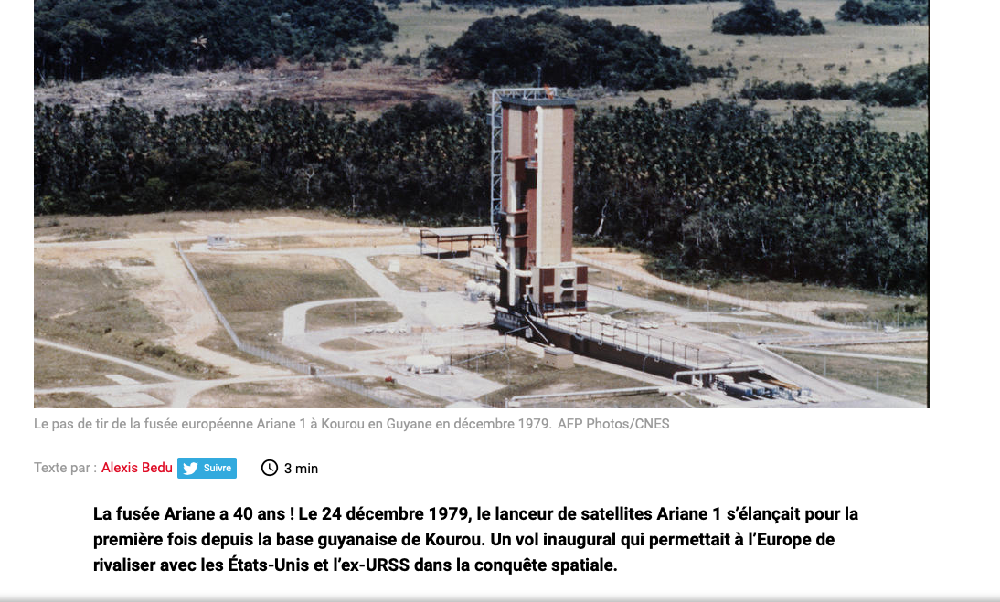 Le pas de tir de la fusée européenne Ariane 1 à Kourou en Guyane en décembre 1979. AFP Photos/CNES
Texte par : Alexis Bedu Suivre 3 min
La fusée Ariane a 40 ans ! Le 24 décembre 1979, le lanceur de satellites Ariane 1 s’élançait pour la
première fois depuis la base guyanaise de Kourou. Un vol inaugural qui permettait à l’Europe de
rivaliser avec les États-Unis et l’ex-URSS dans la conquête spatiale.